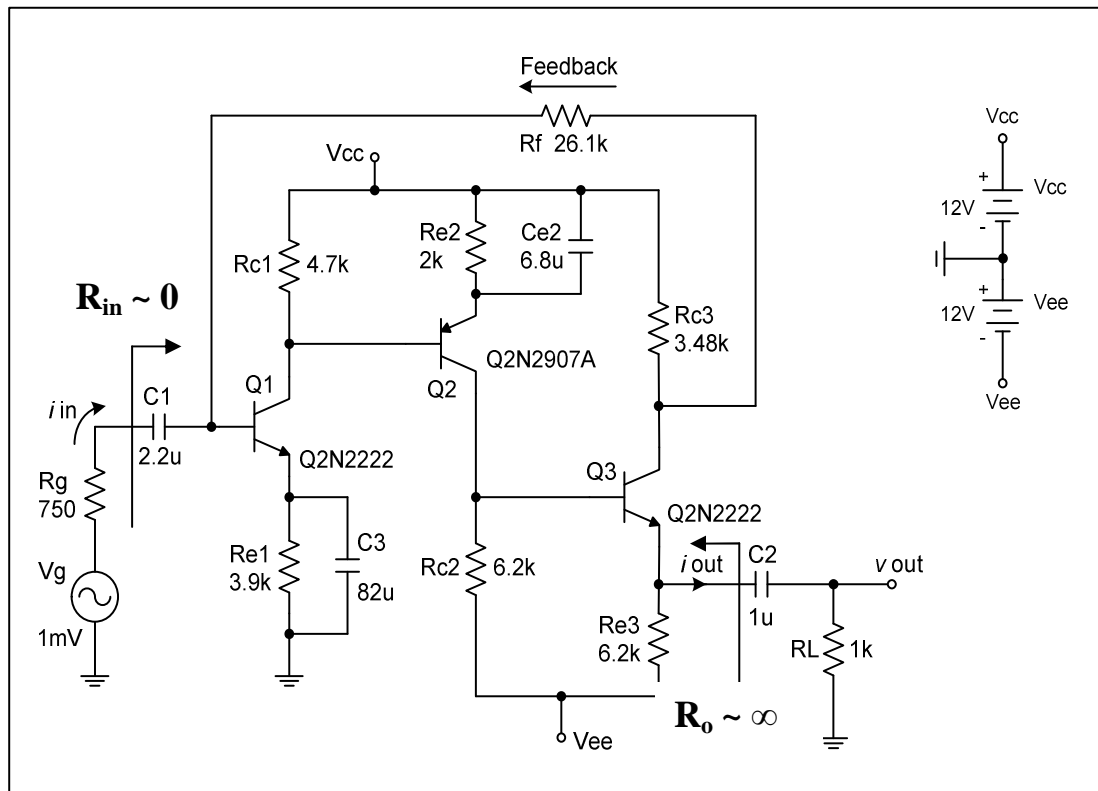 Feedback
Rf 26.1k
Vcc
Vcc
Vcc
12V
Vee
12V
Vee
Re2
2k
Ce2
6.8u
Rc1
4.7k
Rc3
3.48k
Rin ~ 0
Q2N2907A
Q2
i in
C1
2.2u
Q1
Q2N2222
Rg
750
Vg
1mV
Re1
3.9k
C3
82u
Rc2
6.2k
Q3
Q2N2222
i out
C2
1u
v out
Re3
6.2k
RL
1k
Ro ~ ∞
Vee
+
-
+
-